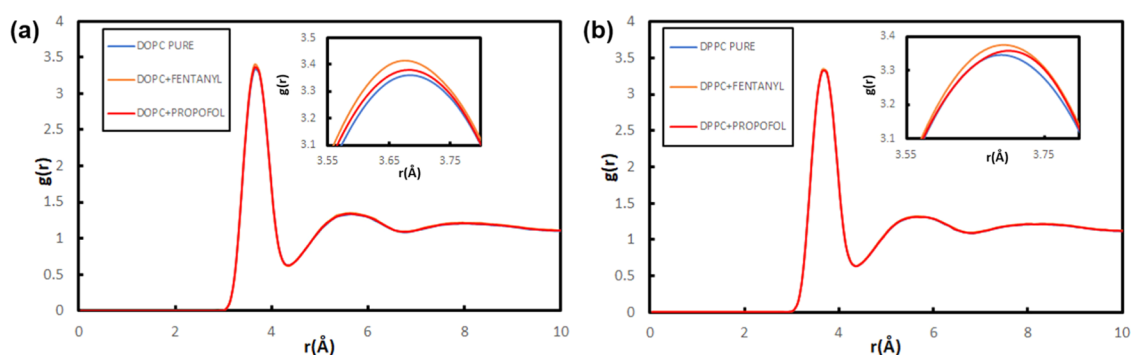 (a)
4
3.5
3
2.5
2
1.5
1
0.5
0
0
2
4
6
8
10
g(r)
r(Å)
DOPC PURE
DOPC+FENTANYL
DOPC+PROPOFOL
3.5
3.4
3.3
3.2
3.1
3.55
3.65
3.75
g(r)
r(Å)
(b)
4
3.5
3
2.5
2
1.5
1
0.5
0
0
2
4
6
8
10
g(r)
r(Å)
DPPC PURE
DPPC+FENTANYL
DPPC+PROPOFOL
3.4
3.3
3.2
3.1
3.55
3.75
g(r)
r(Å)